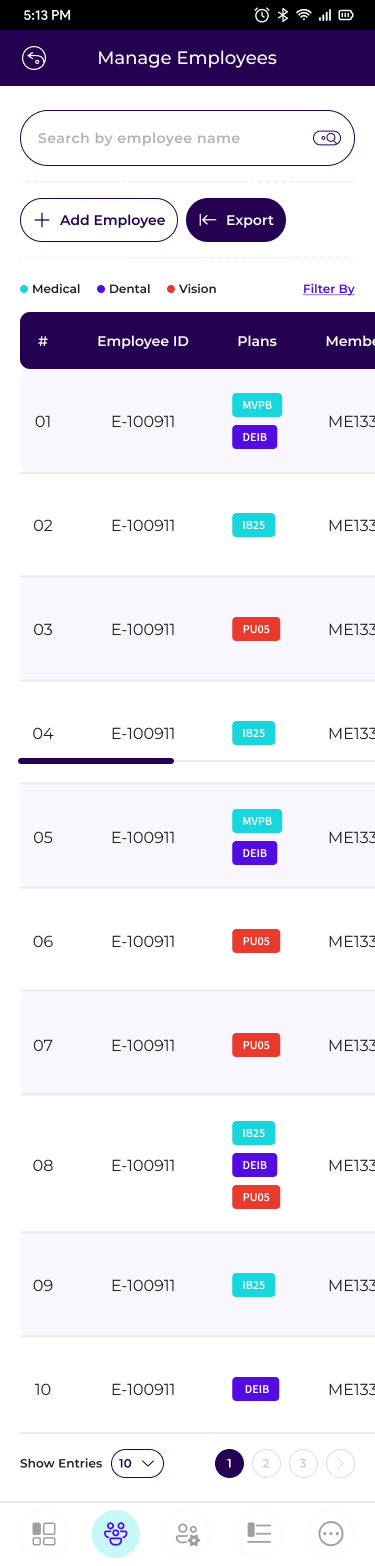 5:13 PM
Manage Employees
Search by employee name
Add Employee
Export
Medical Dental Vision Filter By
# Employee ID Plans Membe
01 E-100911 MVPB DEIB ME133
02 E-100911 IB25 ME133
03 E-100911 PU05 ME133
04 E-100911 IB25 ME133
05 E-100911 MVPB DEIB ME133
06 E-100911 PU05 ME133
07 E-100911 PU05 ME133
08 E-100911 IB25 DEIB PU05 ME133
09 E-100911 IB25 ME133
10 E-100911 DEIB ME133
Show Entries 10 1 2 3